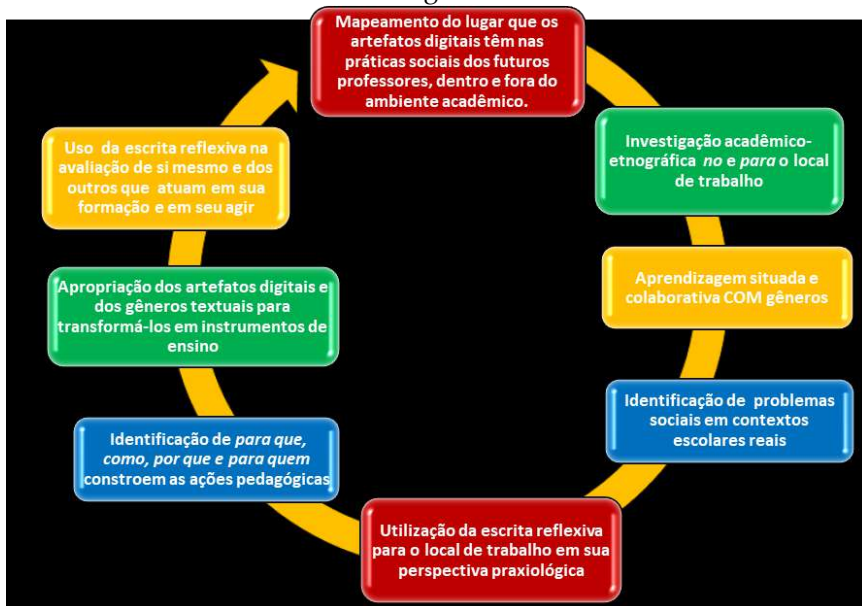 Mapeamento do lugar que os
artefatos digitais têm nas
práticas sociais dos futuros
professores, dentro e fora do
ambiente acadêmico.
Investigação acadêmico-
etnográfica no e para o local
de trabalho
Aprendizagem situada e
colaborativa COM gêneros
Identificação de problemas
sociais em contextos
escolares reais
Utilização da escrita reflexiva
para o local de trabalho em sua
perspectiva praxiológica
Identificação de para que,
como, por que e para quem
constroem as ações pedagógicas
Apropriação dos artefatos digitais e
dos gêneros textuais para
transformá-los em instrumentos de
ensino
Uso da escrita reflexiva na
avaliação de si mesmo e dos
outros que atuam em sua
formação e em seu agir